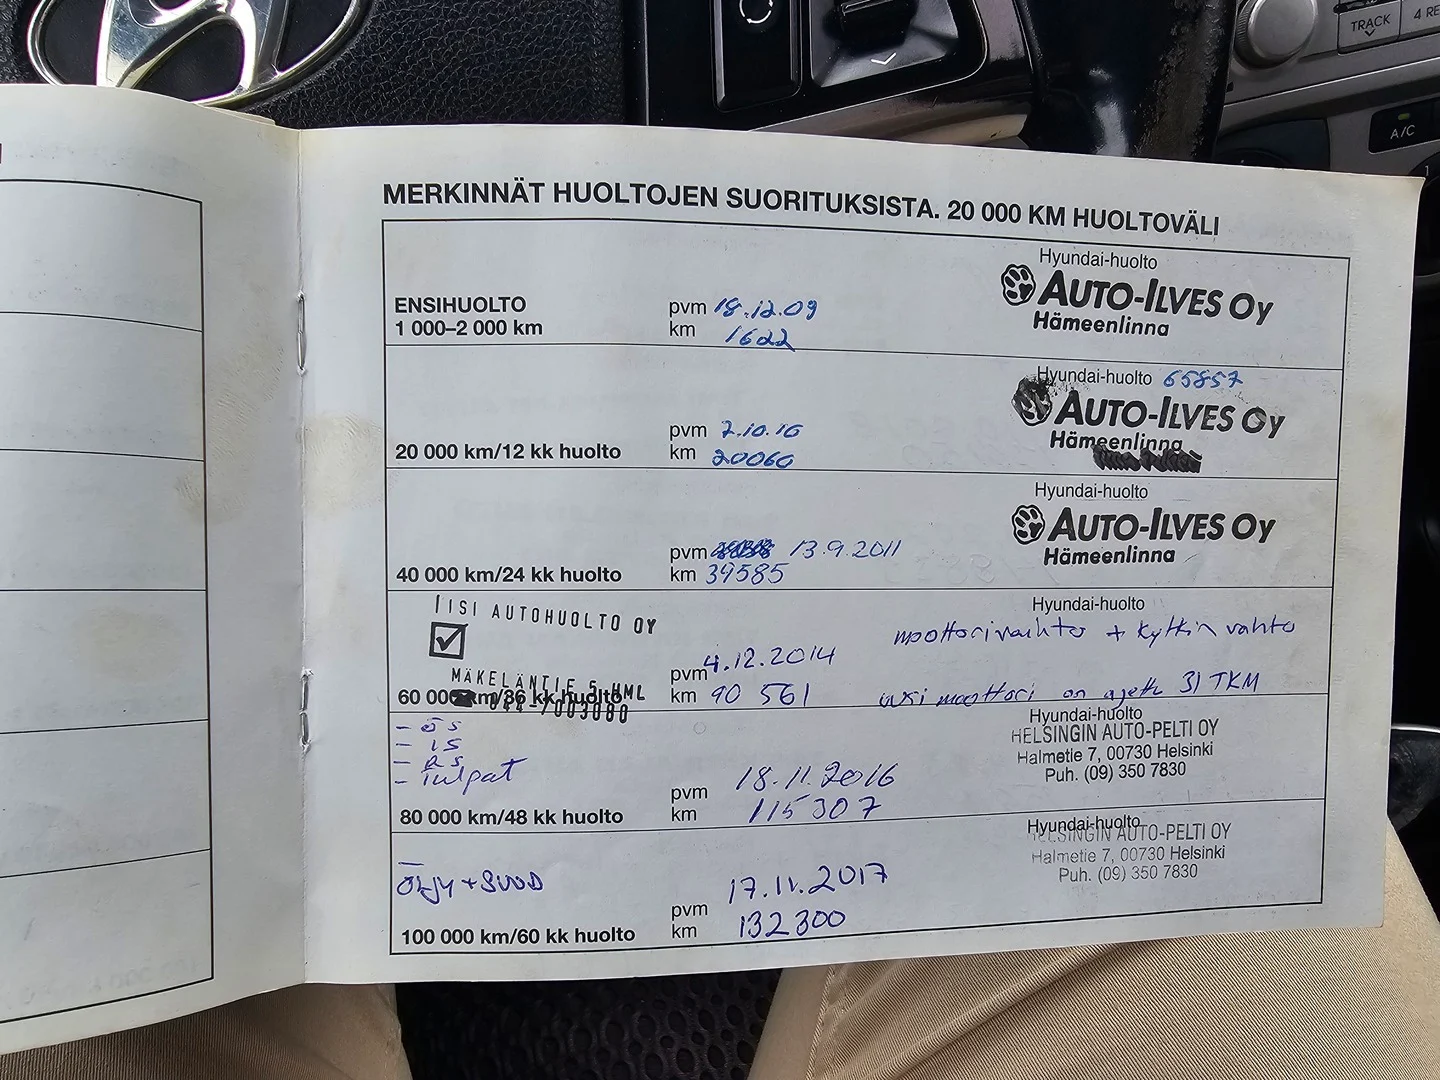 TRACK
4 RE
A/C
MERKINNÄT HUOLTOJEN SUORITUKSISTA. 20 000 KM HUOLTOVÄLI
ENSIHUOLTO
1 000–2 000 km
pvm 18.12.09
km 1622
Hyundai-huolto
AUTO-ILVES OY
Hämeenlinna
20 000 km/12 kk huolto
pvm 7.10.10
km 20060
Hyundai-huolto 65857
AUTO-ILVES OY
Hämeenlinna
40 000 km/24 kk huolto
pvm 13.9.2011
km 39585
Hyundai-huolto
AUTO-ILVES OY
Hämeenlinna
IISI AUTOHUOLTO OY
MÄKELÄNTIE 5 HML
044-7003080
60 000 km/36 kk huolto
pvm 4.12.2014
km 90 561
Hyundai-huolto
moottorivaihto + kytkin vaihto
uusi moottori on ajettu 31 TKM
- ÖS
- IS
- RS
- tulpat
80 000 km/48 kk huolto
pvm 18.11.2016
km 115307
Hyundai-huolto
HELSINGIN AUTO-PELTI OY
Halmetie 7, 00730 Helsinki
Puh. (09) 350 7830
öljy + suod
100 000 km/60 kk huolto
pvm 17.11.2017
km 132300
Hyundai-huolto
HELSINGIN AUTO-PELTI OY
Halmetie 7, 00730 Helsinki
Puh. (09) 350 7830